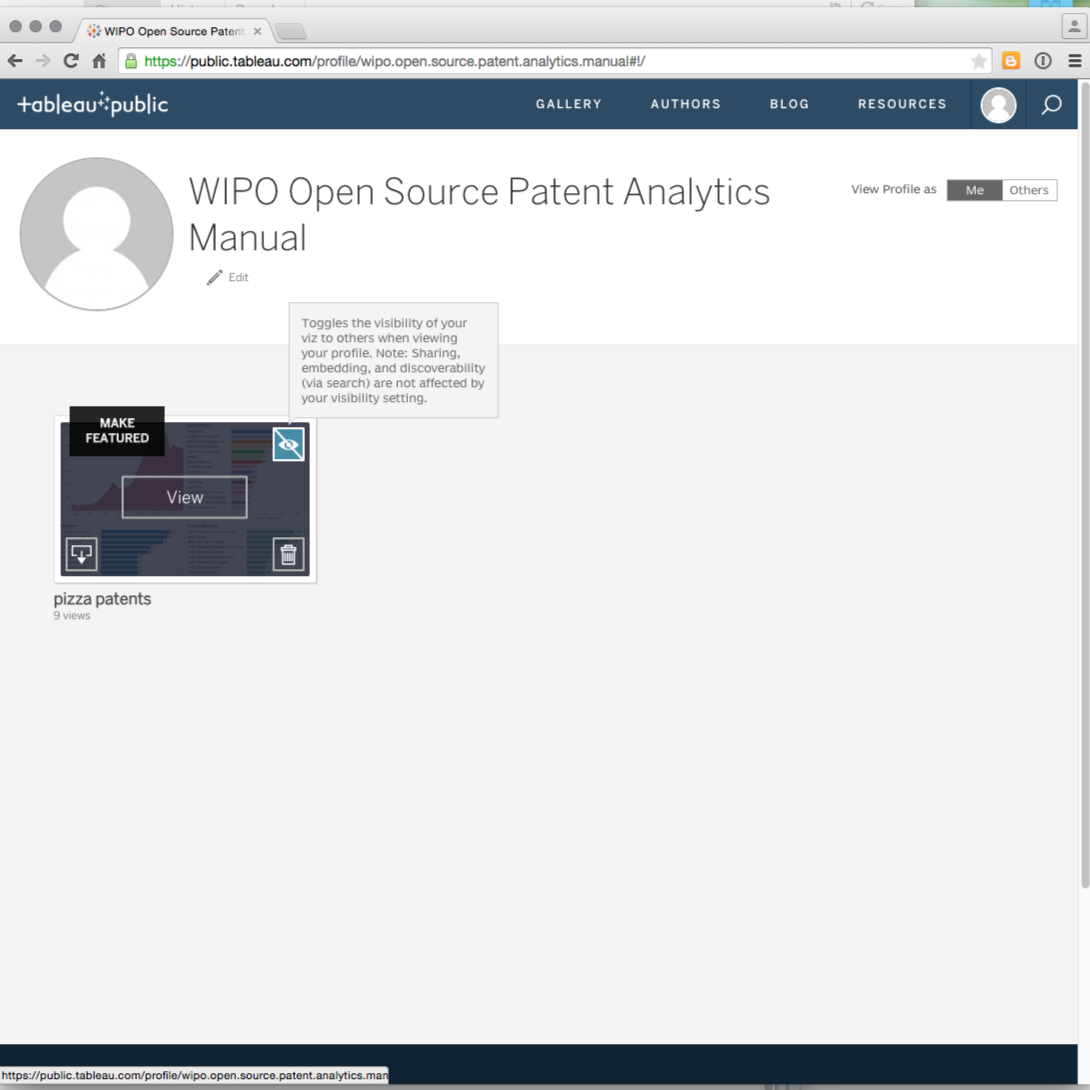 WIPO Open Source Patent
https://public.tableau.com/profile/wipo.open.source.patent.analytics.manual#!/
+ableau public
GALLERY AUTHORS BLOG RESOURCES
WIPO Open Source Patent Analytics
Manual
View Profile as Me Others
Edit
Toggles the visibility of your
viz to others when viewing
your profile. Note: Sharing,
embedding, and discoverability
(via search) are not affected by
your visibility setting.
MAKE
FEATURED
View
pizza patents
9 views
https://public.tableau.com/profile/wipo.open.source.patent.analytics.man